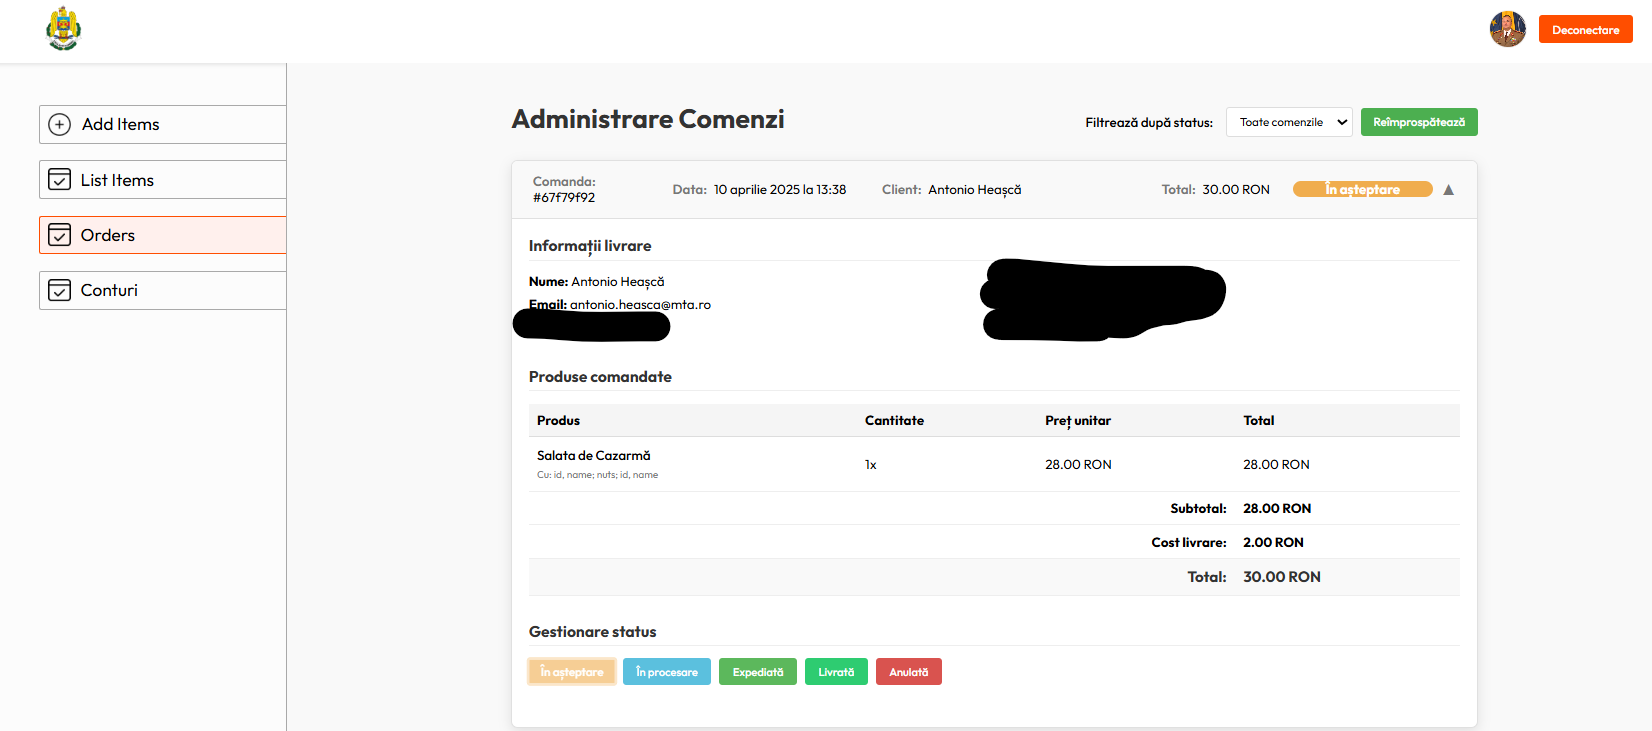 Deconectare
Add Items
List Items
Orders
Conturi
Administrare Comenzi
Filtrează după status:
Toate comenzile
Reîmprospătează
Comanda:
#67f79f92
Data: 10 aprilie 2025 la 13:38
Client: Antonio Heașcă
Total: 30.00 RON
În așteptare
Informații livrare
Nume: Antonio Heașcă
Email: antonio.heasca@mta.ro
Produse comandate
Produs Cantitate Preț unitar Total
Salata de Cazarmă 1x 28.00 RON 28.00 RON
Cu: id, name; nuts; id, name
Subtotal: 28.00 RON
Cost livrare: 2.00 RON
Total: 30.00 RON
Gestionare status
În așteptare În procesare Expediată Livrată Anulată